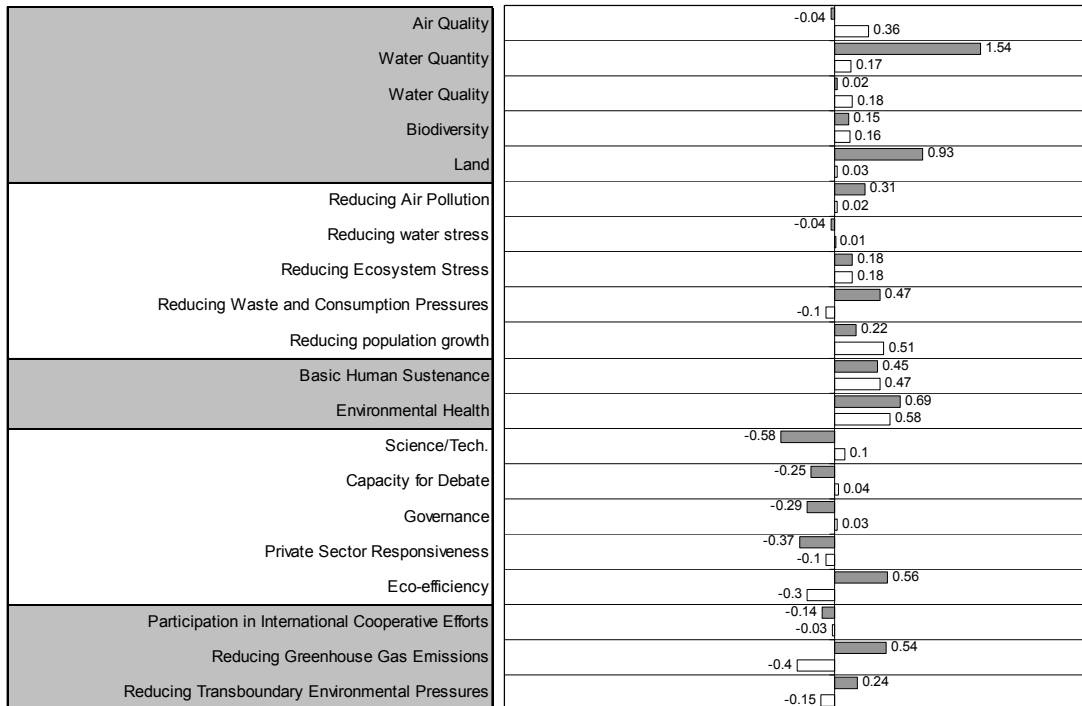 Air Quality
-0.04
0.36
Water Quantity
1.54
0.17
Water Quality
0.02
0.18
Biodiversity
0.15
0.16
Land
0.93
0.03
Reducing Air Pollution
0.31
0.02
Reducing water stress
-0.04
0.01
Reducing Ecosystem Stress
0.18
0.18
Reducing Waste and Consumption Pressures
0.47
-0.1
Reducing population growth
0.22
0.51
Basic Human Sustenance
0.45
0.47
Environmental Health
0.69
0.58
Science/Tech.
-0.58
0.1
Capacity for Debate
-0.25
0.04
Governance
-0.29
0.03
Private Sector Responsiveness
-0.37
-0.1
Eco-efficiency
0.56
-0.3
Participation in International Cooperative Efforts
-0.14
-0.03
Reducing Greenhouse Gas Emissions
0.54
-0.4
Reducing Transboundary Environmental Pressures
0.24
-0.15